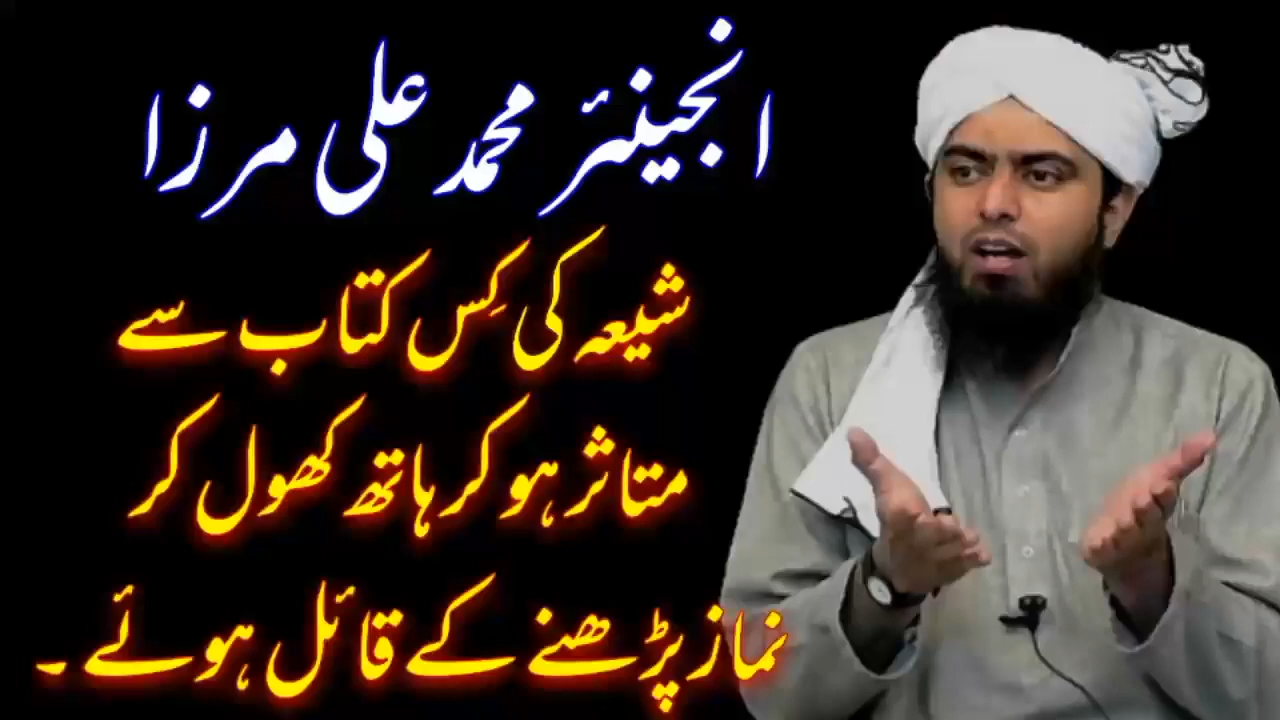 انجینئر محمد علی مرزا
شیعہ کی کِس کتاب سے
متاثر ہو کر ہاتھ کھول کر
نماز پڑھنے کے قائل ہوئے ۔